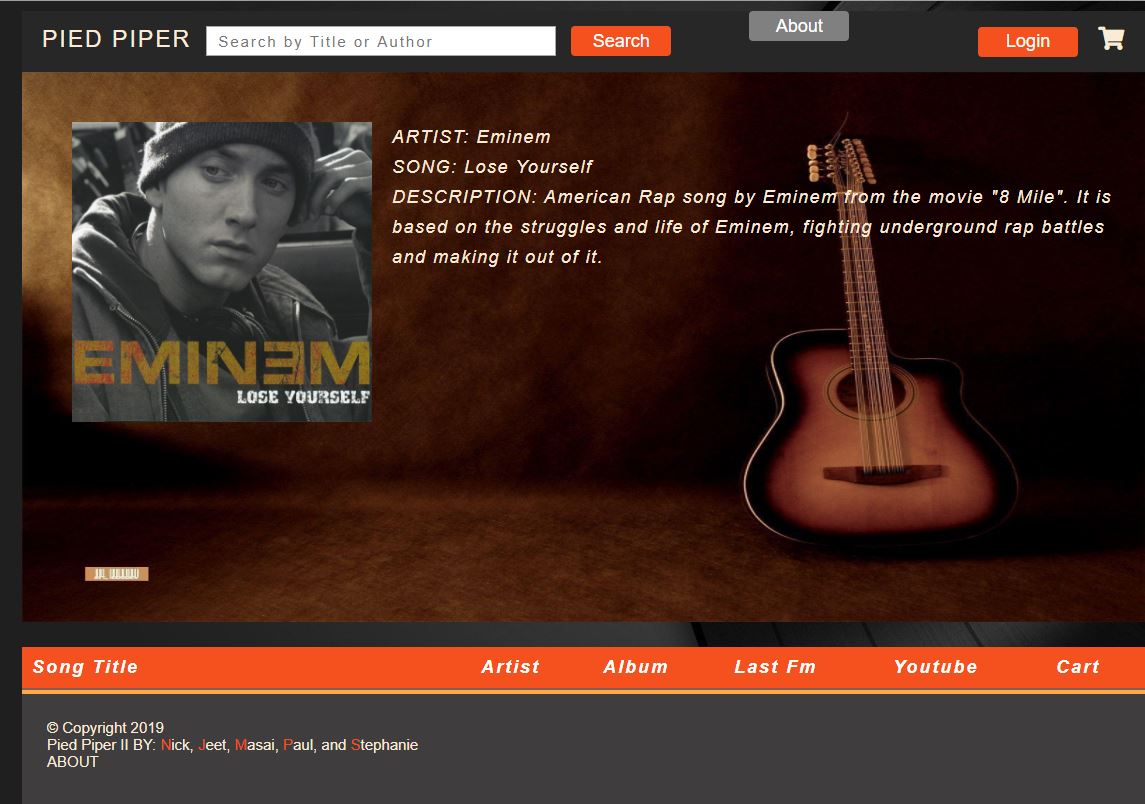 PIED PIPER
Search by Title or Author
Search
About
Login
ARTIST: Eminem
SONG: Lose Yourself
DESCRIPTION: American Rap song by Eminem from the movie "8 Mile". It is
based on the struggles and life of Eminem, fighting underground rap battles
and making it out of it.
EMINƎM
LOSE YOURSELF
Song Title Artist Album Last Fm Youtube Cart
© Copyright 2019
Pied Piper II BY: Nick, Jeet, Masai, Paul, and Stephanie
ABOUT